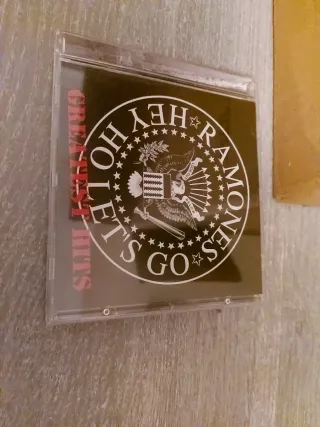 RAMONES
HEY HO LET'S GO
GREATEST HITS